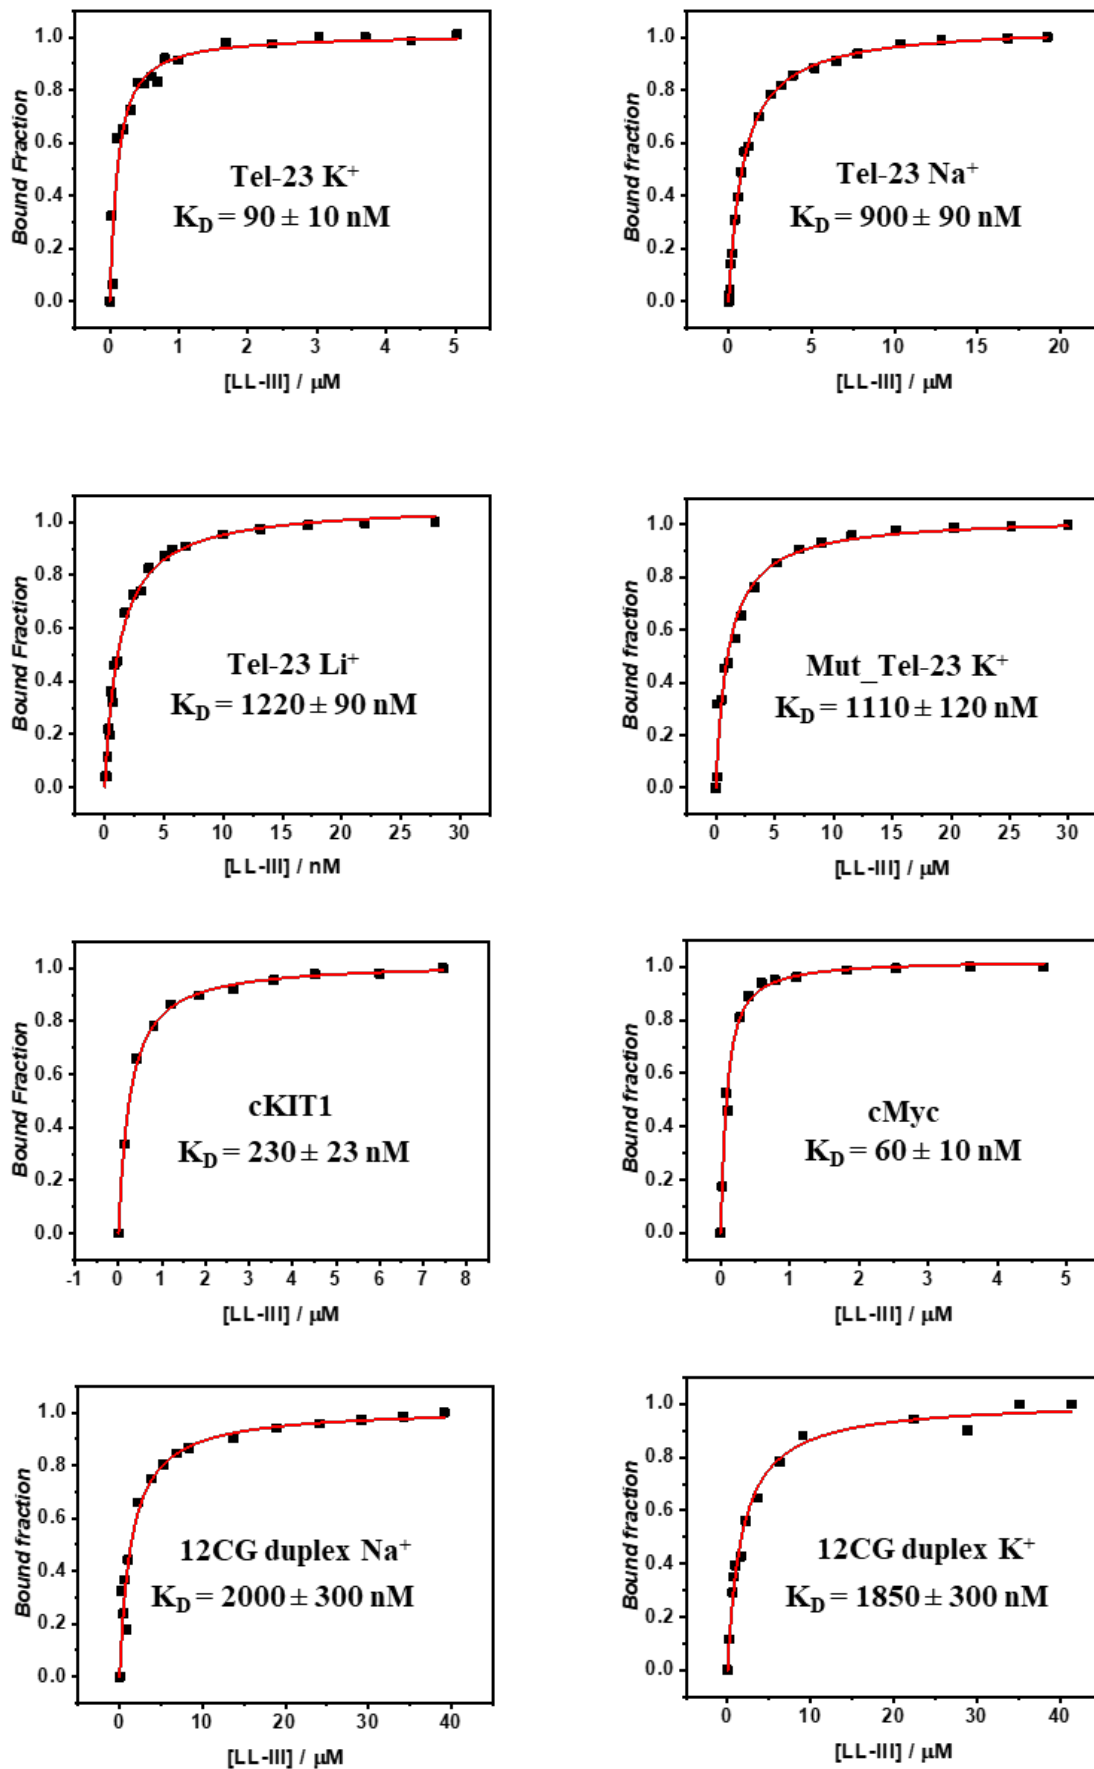 1.0
0.8
0.6
0.4
0.2
0.0
Bound Fraction
Tel-23 K⁺
K_D = 90 ± 10 nM
0 1 2 3 4 5
[LL-III] / μM
1.0
0.8
0.6
0.4
0.2
0.0
Bound fraction
Tel-23 Na⁺
K_D = 900 ± 90 nM
0 5 10 15 20
[LL-III] / μM
1.0
0.8
0.6
0.4
0.2
0.0
Bound Fraction
Tel-23 Li⁺
K_D = 1220 ± 90 nM
0 5 10 15 20 25 30
[LL-III] / nM
1.0
0.8
0.6
0.4
0.2
0.0
Bound fraction
Mut_Tel-23 K⁺
K_D = 1110 ± 120 nM
0 5 10 15 20 25 30
[LL-III] / μM
1.0
0.8
0.6
0.4
0.2
0.0
Bound Fraction
cKIT1
K_D = 230 ± 23 nM
-1 0 1 2 3 4 5 6 7 8
[LL-III] / μM
1.0
0.8
0.6
0.4
0.2
0.0
Bound fraction
cMyc
K_D = 60 ± 10 nM
0 1 2 3 4 5
[LL-III] / μM
1.0
0.8
0.6
0.4
0.2
0.0
Bound fraction
12CG duplex Na⁺
K_D = 2000 ± 300 nM
0 10 20 30 40
[LL-III] / μM
1.0
0.8
0.6
0.4
0.2
0.0
Bound fraction
12CG duplex K⁺
K_D = 1850 ± 300 nM
0 10 20 30 40
[LL-III] / μM